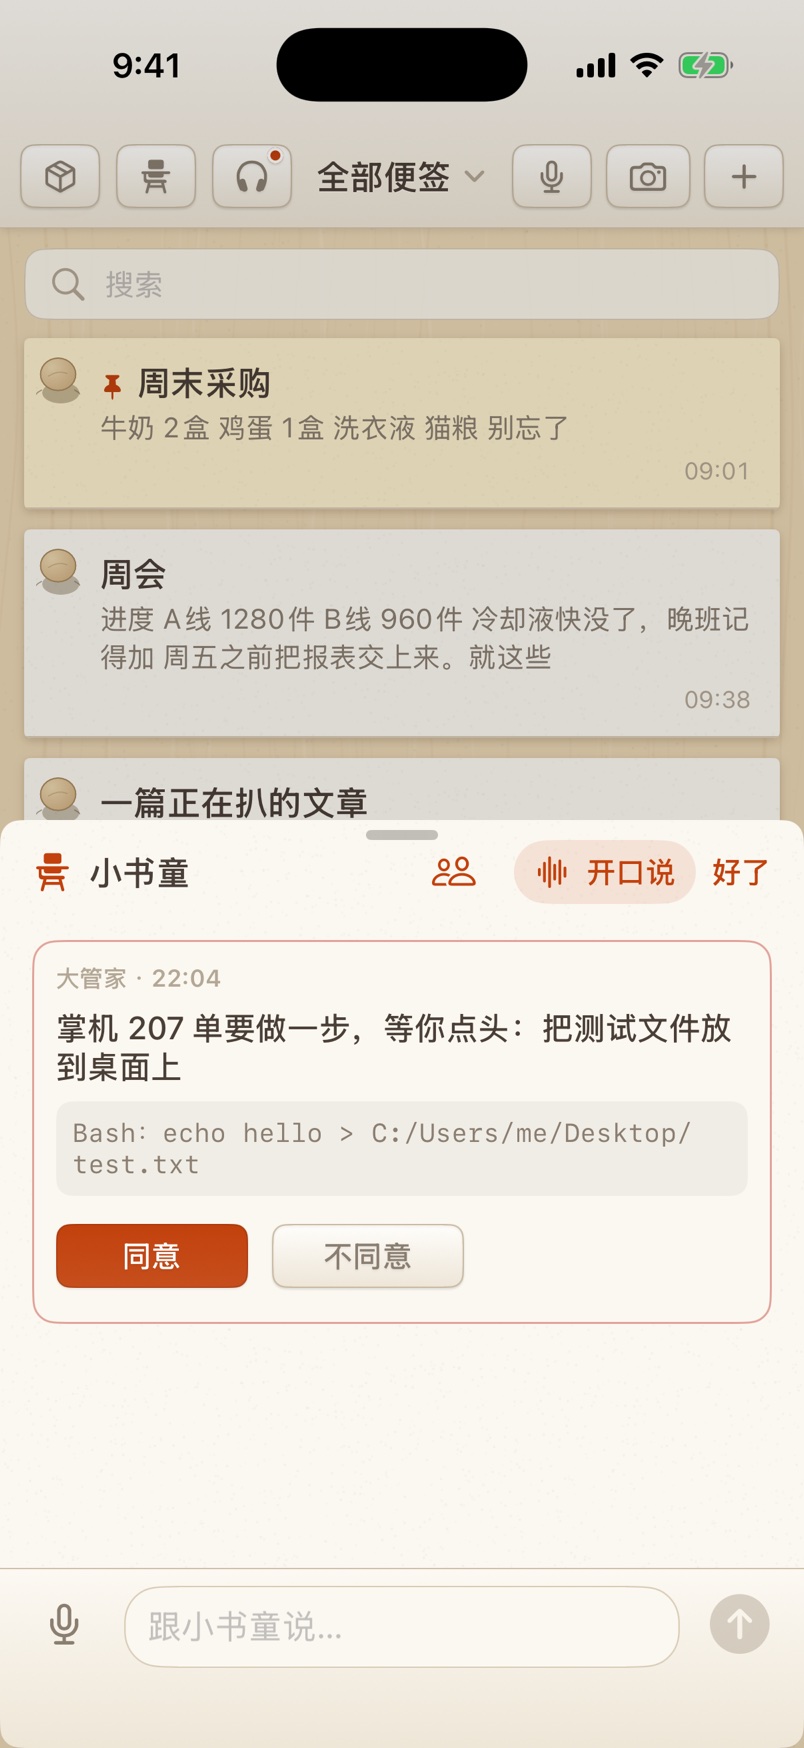 9:41
全部便签
搜索
周末采购
牛奶 2盒 鸡蛋 1盒 洗衣液 猫粮 别忘了
09:01
周会
进度 A线 1280件 B线 960件 冷却液快没了，晚班记
得加 周五之前把报表交上来。就这些
09:38
一篇正在扒的文章
小书童
开口说
好了
大管家 · 22:04
掌机 207 单要做一步，等你点头：把测试文件放
到桌面上
Bash: echo hello > C:/Users/me/Desktop/
test.txt
同意
不同意
跟小书童说...